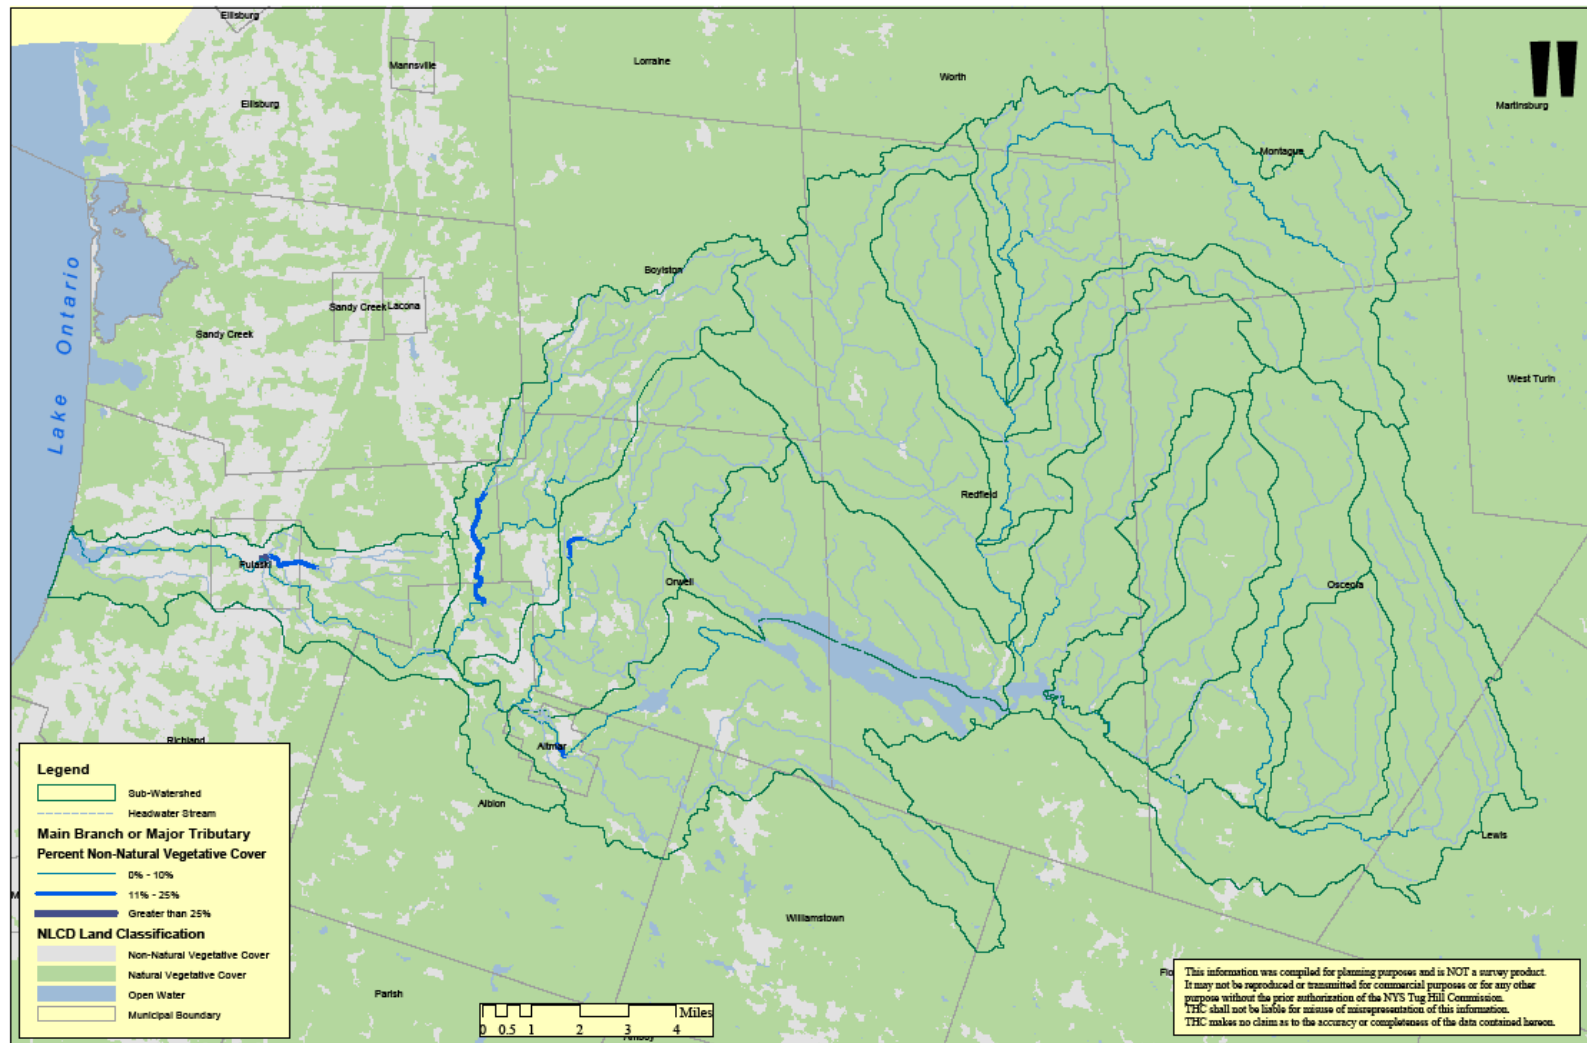 Ellisburg
Mannsville
Lorraine
Worth
"
Martinsburg
Ellisburg
Montague
Boylston
Sandy Creek
Lacona
Sandy Creek
Lake Ontario
West Turin
Redfield
Pulaski
Orwell
Osceola
Richland
Altmar
Albion
Lewis
Williamstown
Parish
Legend
Sub-Watershed
Headwater Stream
Main Branch or Major Tributary
Percent Non-Natural Vegetative Cover
0% - 10%
11% - 25%
Greater than 25%
NLCD Land Classification
Non-Natural Vegetative Cover
Natural Vegetative Cover
Open Water
Municipal Boundary
Miles
0 0.5 1 2 3 4
This information was compiled for planning purposes and is NOT a survey product.
It may not be reproduced or transmitted for commercial purposes or for any other
purpose without the prior authorization of the NYS Tug Hill Commission.
THC shall not be liable for misuse of misrepresentation of this information.
THC makes no claim as to the accuracy or completeness of the data contained hereon.